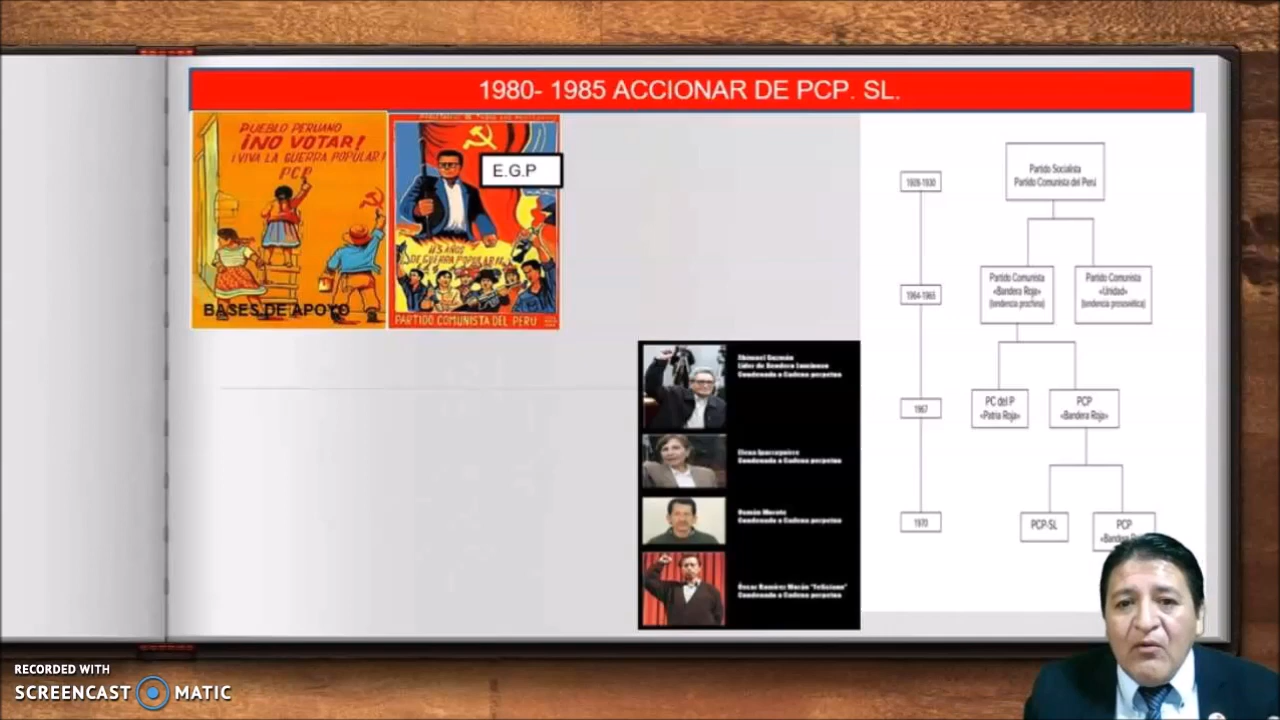 1980- 1985 ACCIONAR DE PCP. SL.
PUEBLO PERUANO
¡NO VOTAR!
¡VIVA LA GUERRA POPULAR!
PCP
BASES DE APOYO
E.G.P
AÑOS
DE GUERRA POPULAR
PARTIDO COMUNISTA DEL PERU
Abimael Guzmán
Líder de Sendero Luminoso
Condenado a Cadena perpetua
Elena Iparraguirre
Condenada a Cadena perpetua
Osmán Morote
Condenado a Cadena perpetua
Óscar Ramírez "Feliciano"
Condenado a Cadena perpetua
1928-1930
Partido Socialista
Partido Comunista del Perú
1964-1965
Partido Comunista
«Bandera Roja»
(tendencia prochina)
Partido Comunista
«Unidad»
(tendencia prosoviética)
1967
PC del P
«Patria Roja»
PCP
«Bandera Roja»
1970
PCP-SL
PCP
RECORDED WITH
SCREENCAST MATIC